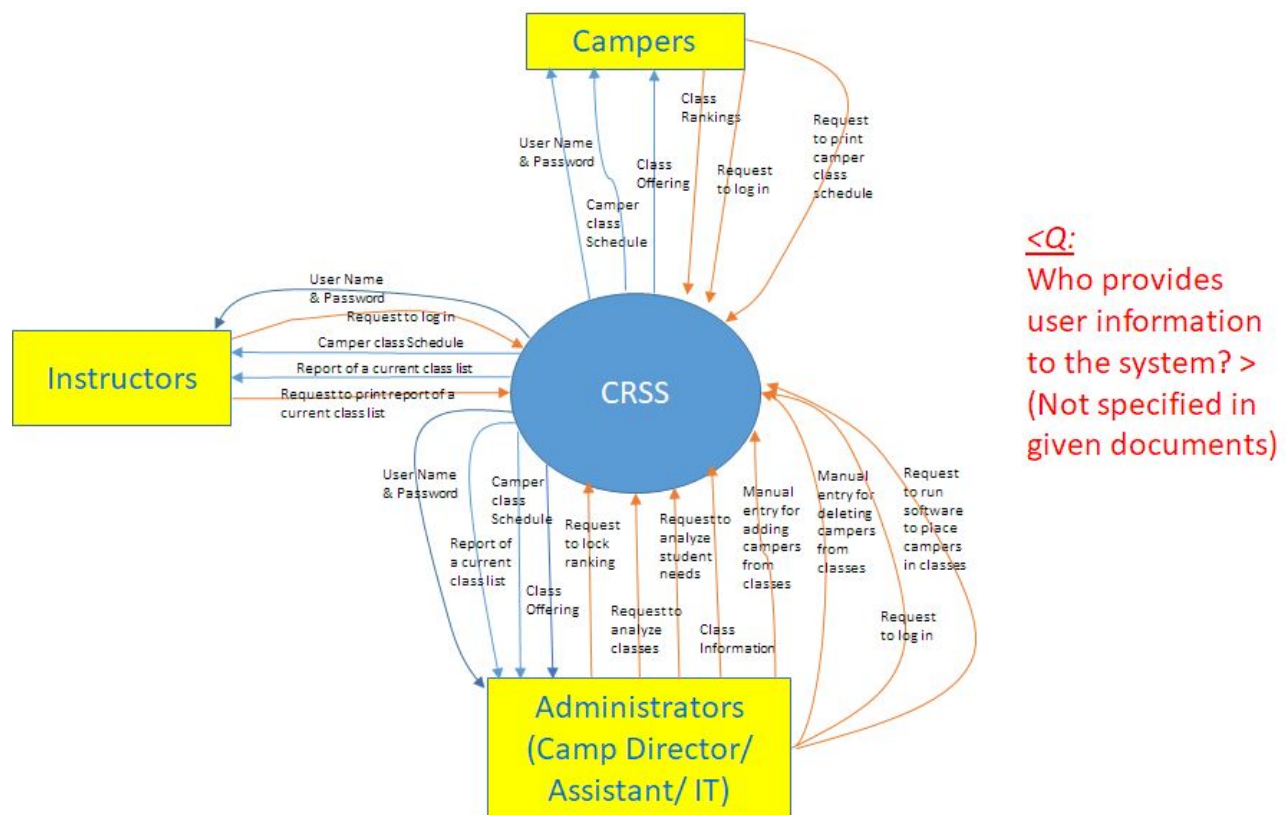 Campers
User Name
& Password
Camper
class
Schedule
Class
Offering
Class
Rankings
Request
to log in
Request
to print
camper
class
schedule
<Q:
Who provides
user information
to the system? >
(Not specified in
given documents)
User Name
& Password
Request to log in
Camper class Schedule
Report of a current class list
Request to print report of a
current class list
Instructors
CRSS
User Name
& Password
Report of
a current
class list
Camper
class
Schedule
Class
Offering
Request
to lock
ranking
Request to
analyze
classes
Request to
analyze
student
needs
Class
Information
Manual
entry for
adding
campers
from
classes
Manual
entry for
deleting
campers
from
classes
Request
to log in
Request
to run
software
to place
campers
in classes
Administrators
(Camp Director/
Assistant/ IT)